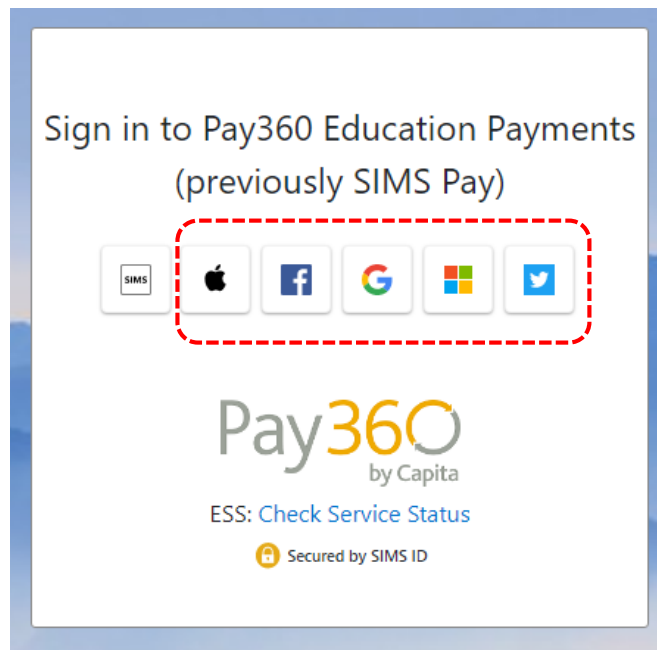 Sign in to Pay360 Education Payments
(previously SIMS Pay)
SIMS
Pay360
by Capita
ESS: Check Service Status
Secured by SIMS ID